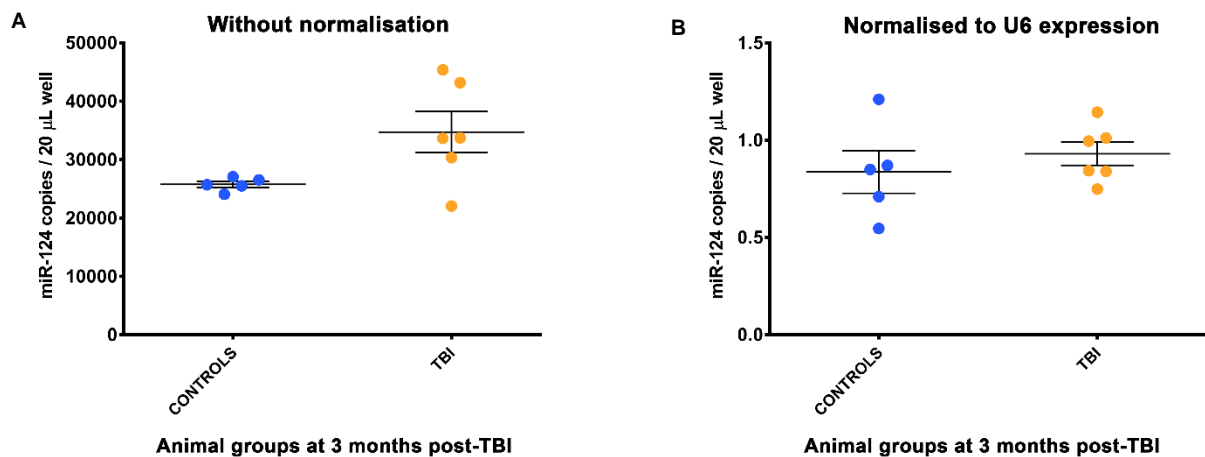 A
Without normalisation
miR-124 copies / 20 µL well
50000
40000
30000
20000
10000
0
CONTROLS
TBI
Animal groups at 3 months post-TBI
B
Normalised to U6 expression
miR-124 copies / 20 µL well
1.5
1.0
0.5
0.0
CONTROLS
TBI
Animal groups at 3 months post-TBI